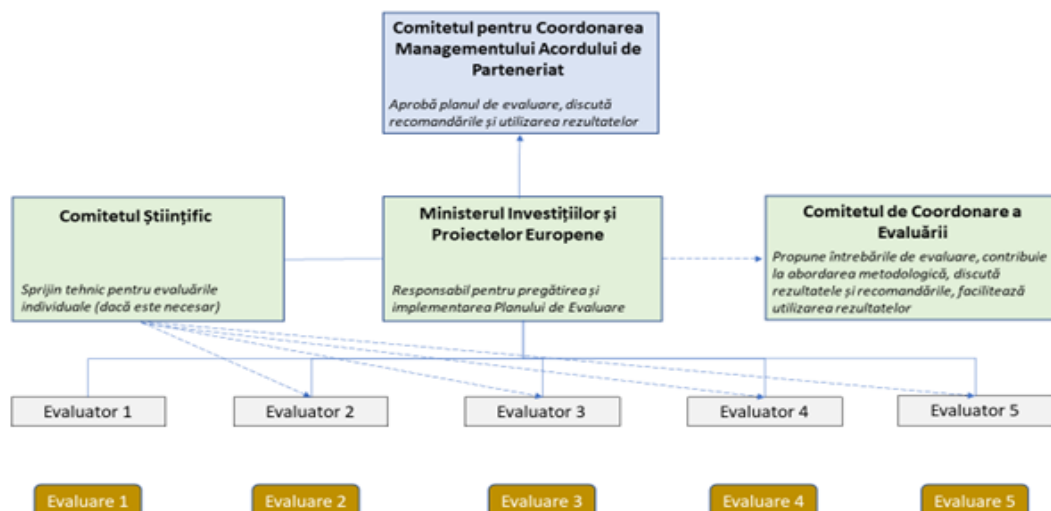 Comitetul pentru Coordonarea
Managementului Acordului de
Parteneriat
Aprobă planul de evaluare, discută
recomandările și utilizarea rezultatelor
Comitetul Științific
Sprijin tehnic pentru evaluările
individuale (dacă este necesar)
Ministerul Investițiilor și
Proiectelor Europene
Responsabil pentru pregătirea și
implementarea Planului de Evaluare
Comitetul de Coordonare a
Evaluării
Propune întrebările de evaluare, contribuie
la abordarea metodologică, discută
rezultatele și recomandările, facilitează
utilizarea rezultatelor
Evaluator 1
Evaluator 2
Evaluator 3
Evaluator 4
Evaluator 5
Evaluare 1
Evaluare 2
Evaluare 3
Evaluare 4
Evaluare 5